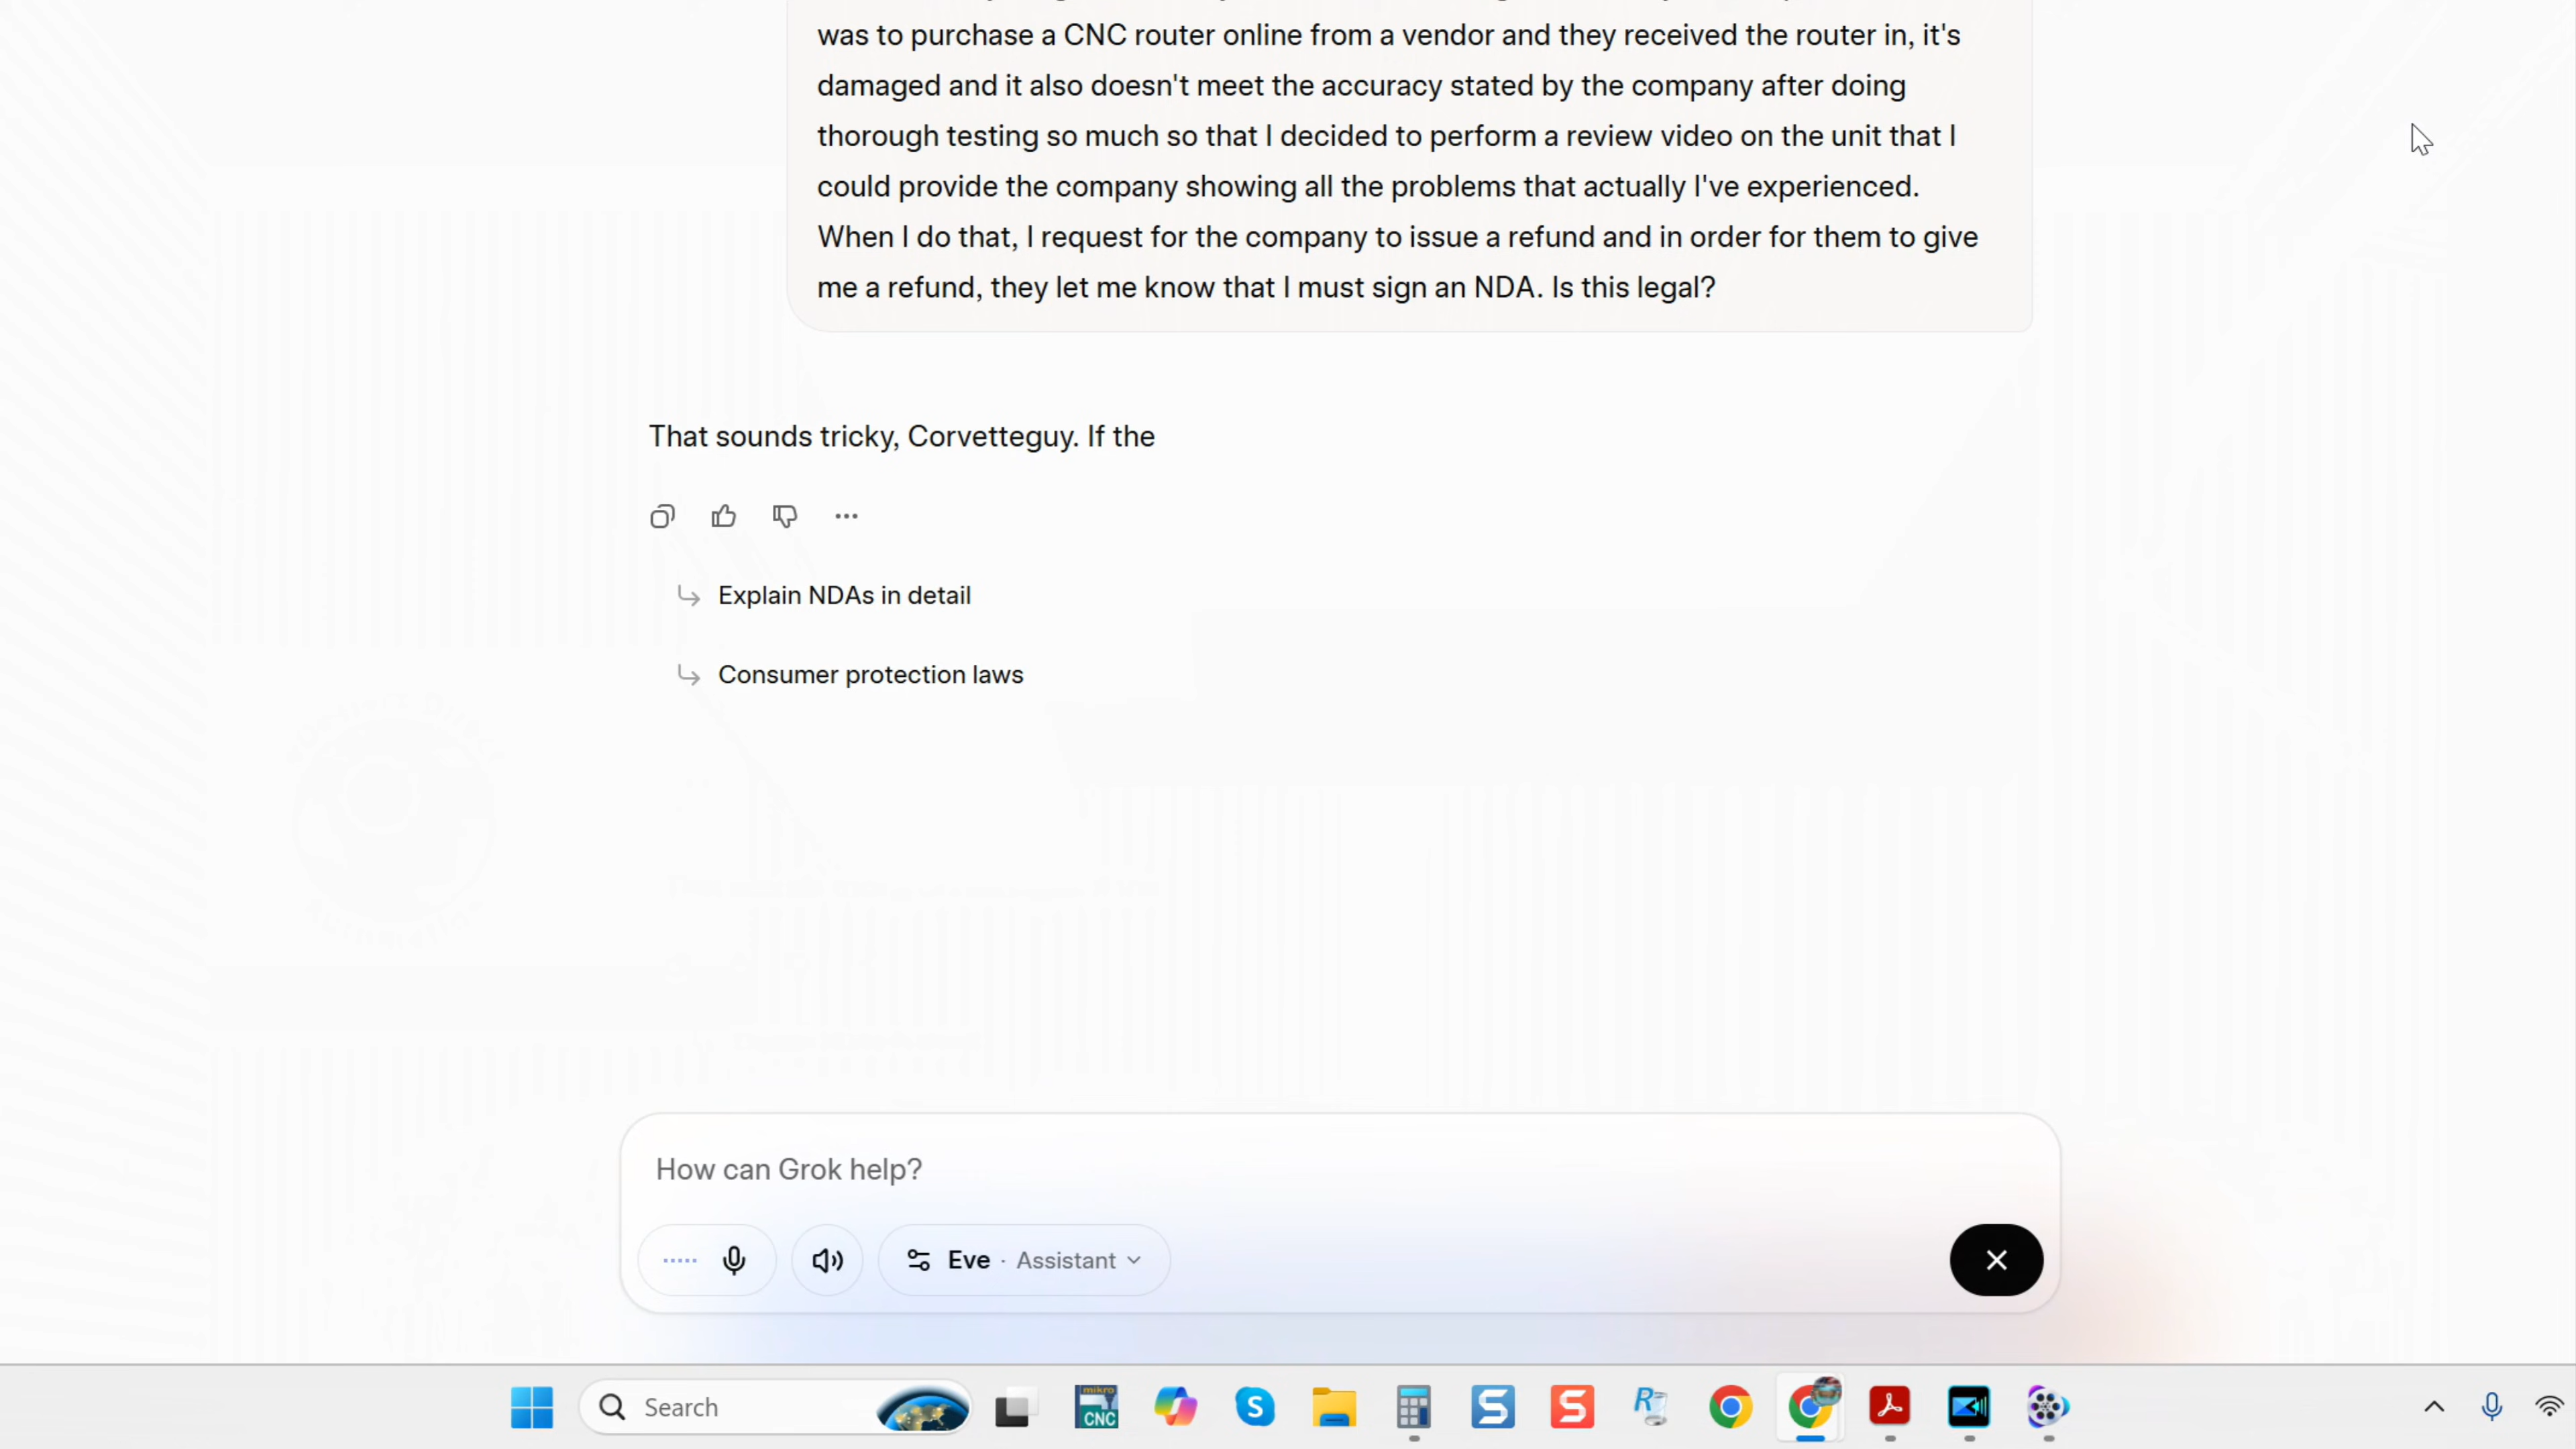 was to purchase a CNC router online from a vendor and they received the router in, it's
damaged and it also doesn't meet the accuracy stated by the company after doing
thorough testing so much so that I decided to perform a review video on the unit that I
could provide the company showing all the problems that actually I've experienced.
When I do that, I request for the company to issue a refund and in order for them to give
me a refund, they let me know that I must sign an NDA. Is this legal?
That sounds tricky, Corvetteguy. If the
Explain NDAs in detail
Consumer protection laws
How can Grok help?
Eve · Assistant
Search
mikro
CNC